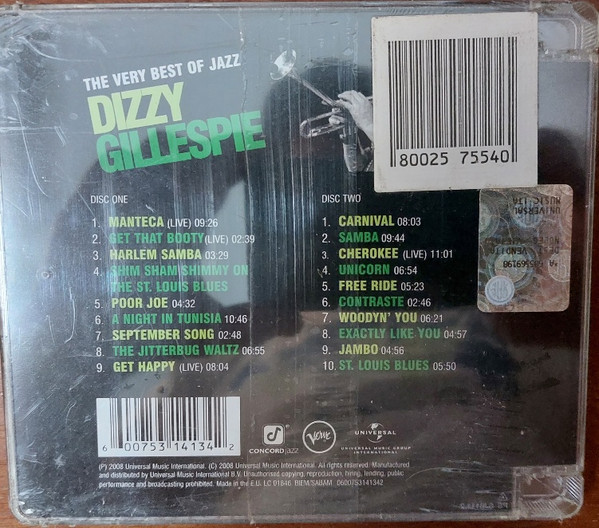 THE VERY BEST OF JAZZ
DIZZY
GILLESPIE
80025 75540
DISC ONE
1. MANTECA (LIVE) 09:26
2. GET THAT BOOTY (LIVE) 02:39
3. HARLEM SAMBA 03:29
4. SHIM SHAM SHIMMY ON
THE ST. LOUIS BLUES
5. POOR JOE 04:32
6. A NIGHT IN TUNISIA 10:46
7. SEPTEMBER SONG 02:48
8. THE JITTERBUG WALTZ 06:55
9. GET HAPPY (LIVE) 08:04
DISC TWO
1. CARNIVAL 08:03
2. SAMBA 09:44
3. CHEROKEE (LIVE) 11:01
4. UNICORN 06:54
5. FREE RIDE 05:23
6. CONTRASTE 02:46
7. WOODYN' YOU 06:21
8. EXACTLY LIKE YOU 04:57
9. JAMBO 04:56
10. ST. LOUIS BLUES 05:50
UNIVERSAL
MUSIC ITA
VENDITA
6 00753 14134 2
CONCORD jazz
Verve
UNIVERSAL
UNIVERSAL MUSIC GROUP
INTERNATIONAL
(P) 2008 Universal Music International. (C) 2008 Universal Music International. All rights reserved. Manufactured
and distributed by Universal Music International B.V. Unauthorised copying, reproduction, hiring, lending, public
performance and broadcasting prohibited. Made in the E.U. LC 01846 BIEM/SABAM 0600753141342